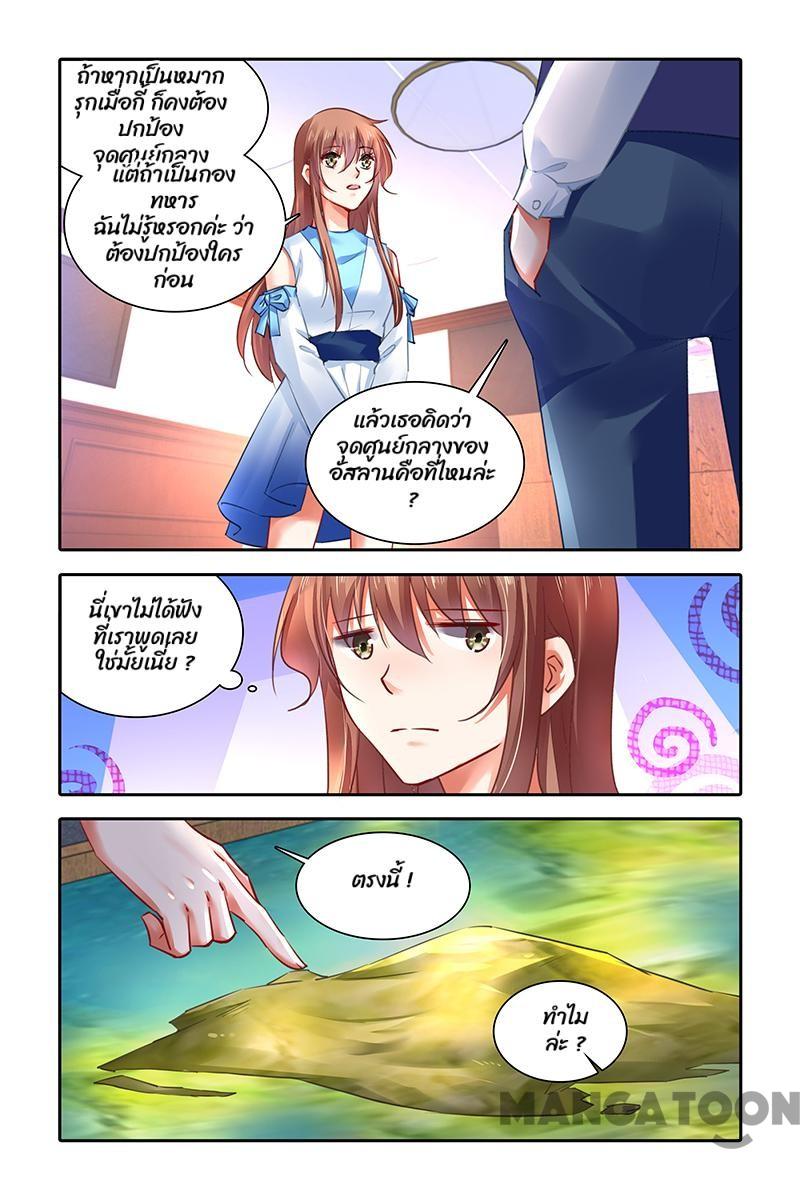 ถ้าหากเป็นหมาก
รุกเมื่อกี้ ก็คงต้อง
ปกป้อง
จุดศูนย์กลาง
แต่ถ้าเป็นกอง
ทหาร
ฉันไม่รู้หรอกค่ะ ว่า
ต้องปกป้องใคร
ก่อน
แล้วเธอคิดว่า
จุดศูนย์กลางของ
อัสลานคือที่ไหนล่ะ
?
นี่เขาไม่ได้ฟัง
ที่เราพูดเลย
ใช่มั้ยเนี่ย ?
ตรงนี้ !
ทำไม
ล่ะ ?
MANGATOON